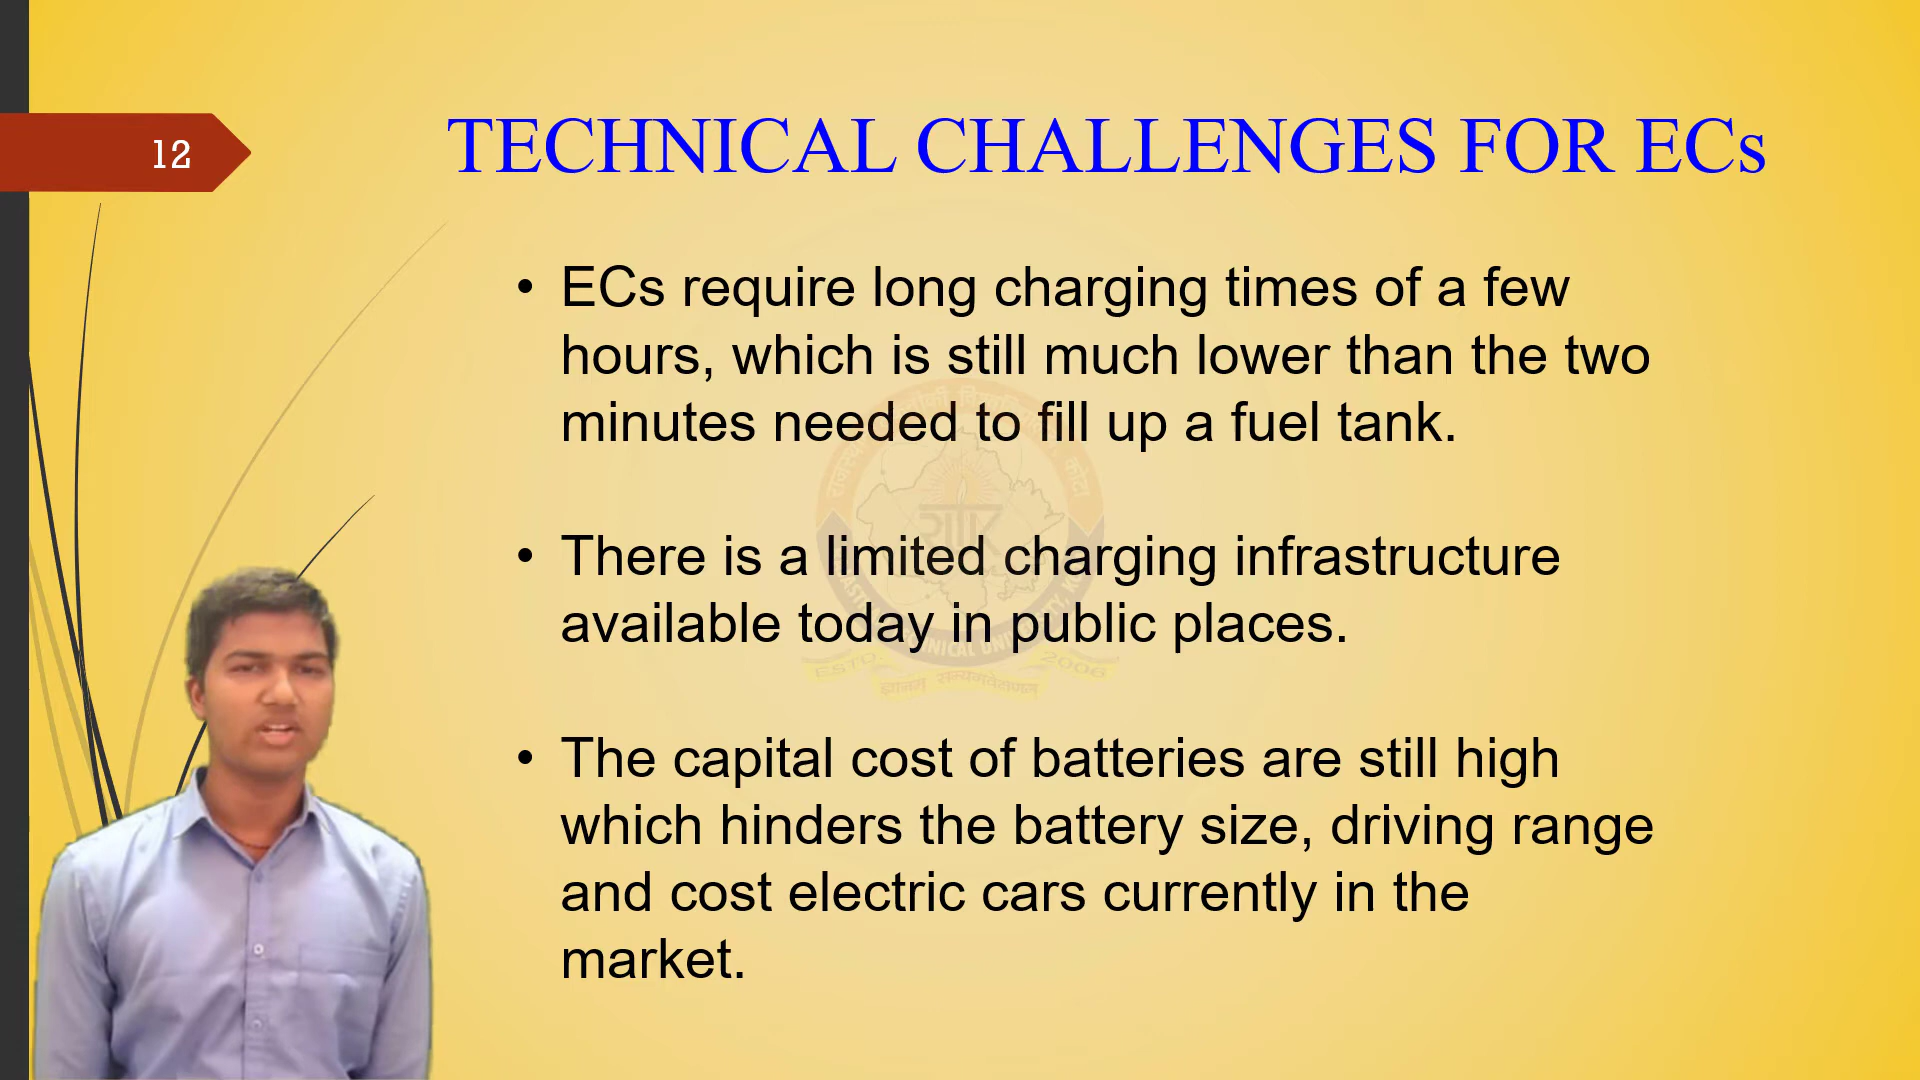 12
TECHNICAL CHALLENGES FOR ECs
• ECs require long charging times of a few
hours, which is still much lower than the two
minutes needed to fill up a fuel tank.
• There is a limited charging infrastructure
available today in public places.
• The capital cost of batteries are still high
which hinders the battery size, driving range
and cost electric cars currently in the
market.
ESTD. 2006